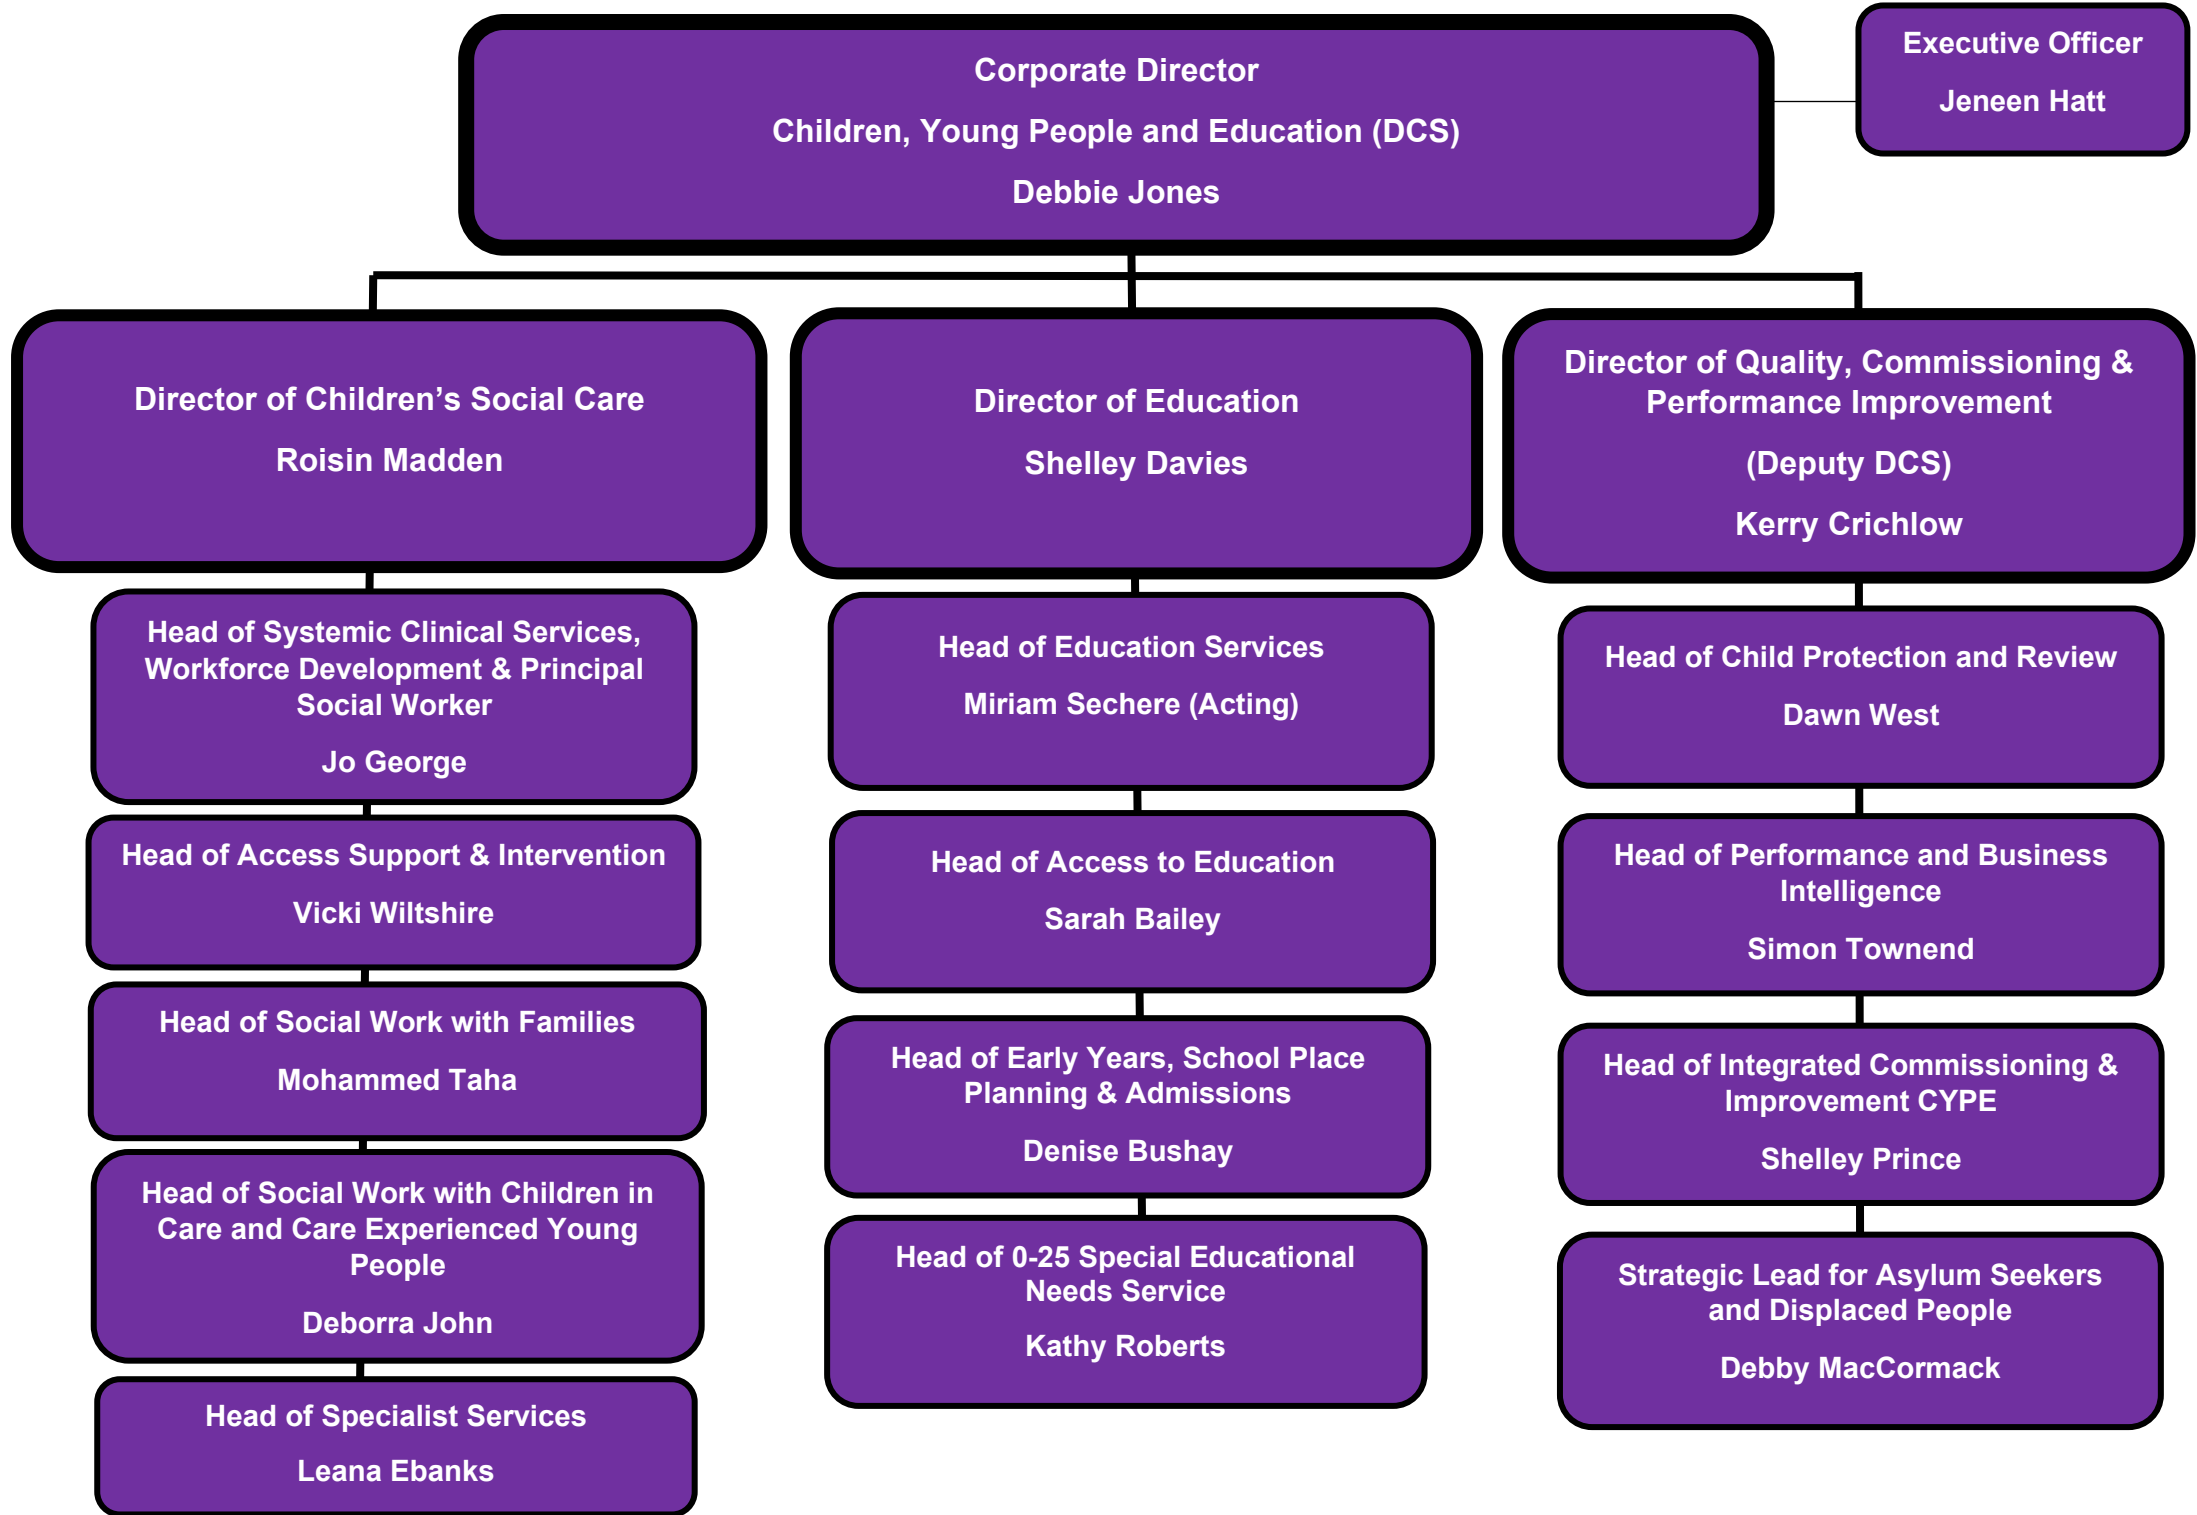 Corporate Director
Children, Young People and Education (DCS)
Debbie Jones
Executive Officer
Jeneen Hatt
Director of Children’s Social Care
Roisin Madden
Head of Systemic Clinical Services,
Workforce Development & Principal
Social Worker
Jo George
Head of Access Support & Intervention
Vicki Wiltshire
Head of Social Work with Families
Mohammed Taha
Head of Social Work with Children in
Care and Care Experienced Young
People
Deborra John
Head of Specialist Services
Leana Ebanks
Director of Education
Shelley Davies
Head of Education Services
Miriam Sechere (Acting)
Head of Access to Education
Sarah Bailey
Head of Early Years, School Place
Planning & Admissions
Denise Bushay
Head of 0-25 Special Educational
Needs Service
Kathy Roberts
Director of Quality, Commissioning &
Performance Improvement
(Deputy DCS)
Kerry Crichlow
Head of Child Protection and Review
Dawn West
Head of Performance and Business
Intelligence
Simon Townend
Head of Integrated Commissioning &
Improvement CYPE
Shelley Prince
Strategic Lead for Asylum Seekers
and Displaced People
Debby MacCormack